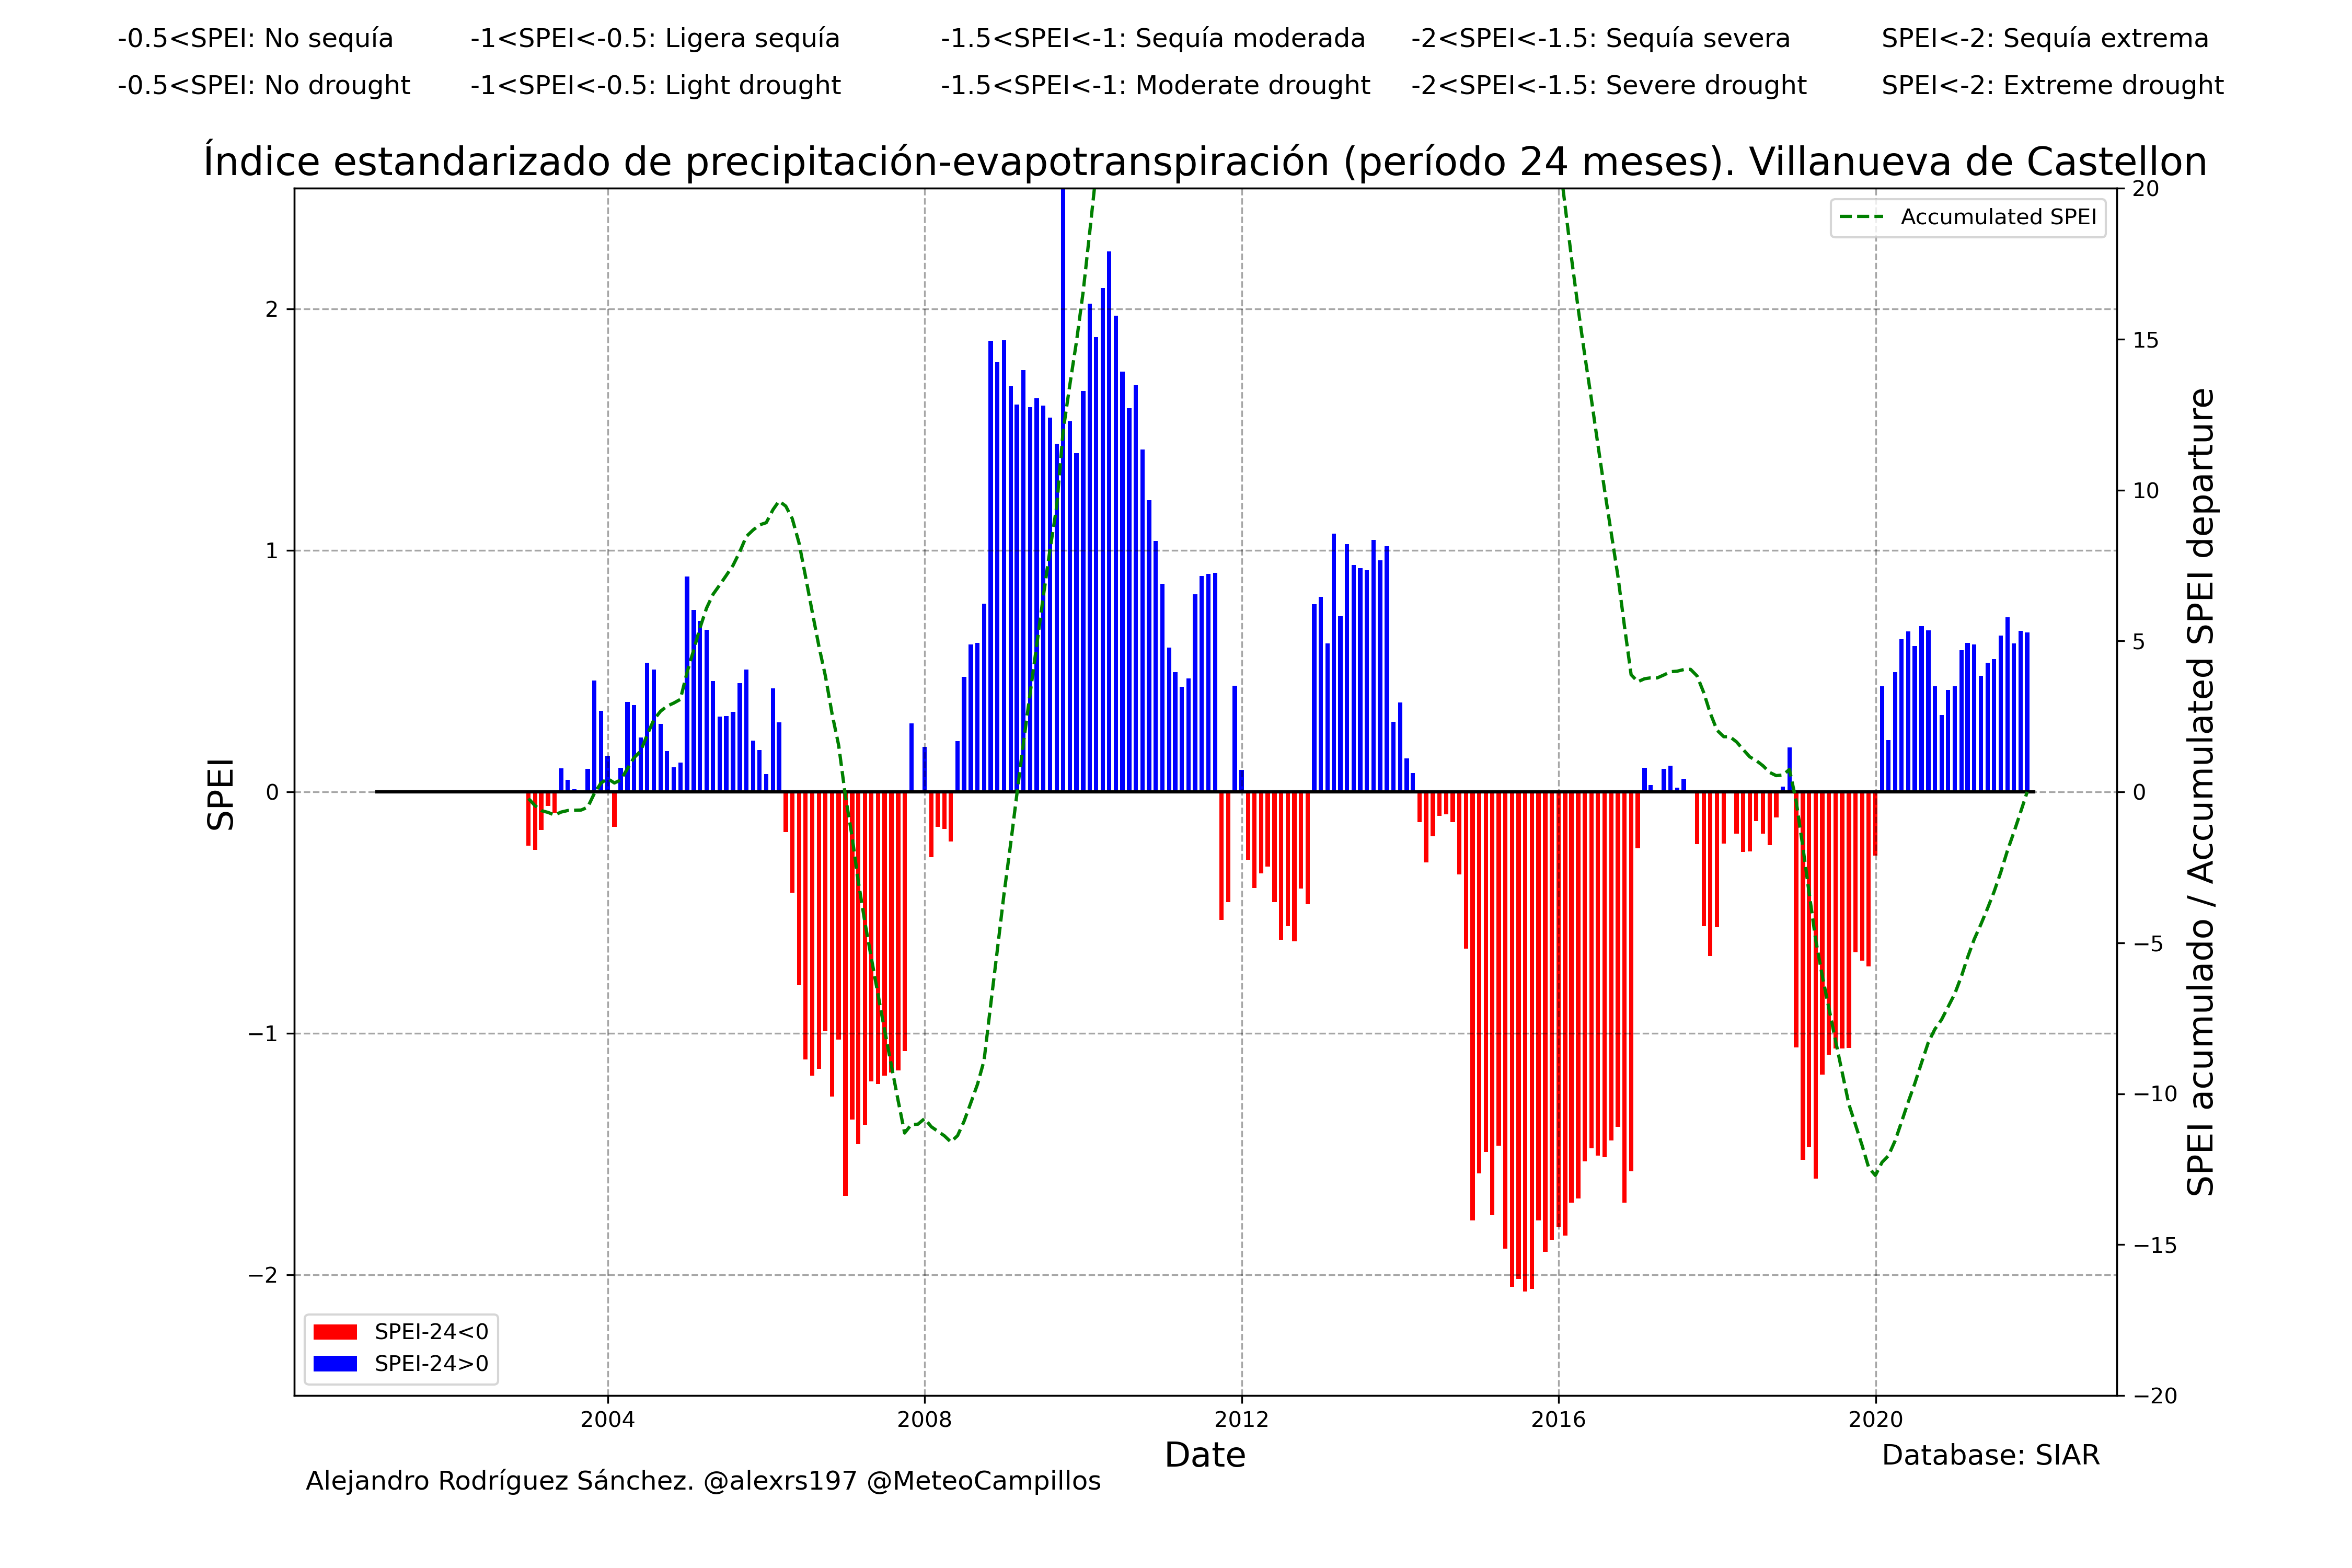 -0.5<SPEI: No sequía -1<SPEI<-0.5: Ligera sequía -1.5<SPEI<-1: Sequía moderada -2<SPEI<-1.5: Sequía severa SPEI<-2: Sequía extrema
-0.5<SPEI: No drought -1<SPEI<-0.5: Light drought -1.5<SPEI<-1: Moderate drought -2<SPEI<-1.5: Severe drought SPEI<-2: Extreme drought
Índice estandarizado de precipitación-evapotranspiración (período 24 meses). Villanueva de Castellon
Accumulated SPEI
SPEI
2
1
0
−1
−2
20
15
10
5
0
−5
−10
−15
−20
SPEI acumulado / Accumulated SPEI departure
SPEI-24<0
SPEI-24>0
2004 2008 2012 2016 2020
Date
Database: SIAR
Alejandro Rodríguez Sánchez. @alexrs197 @MeteoCampillos